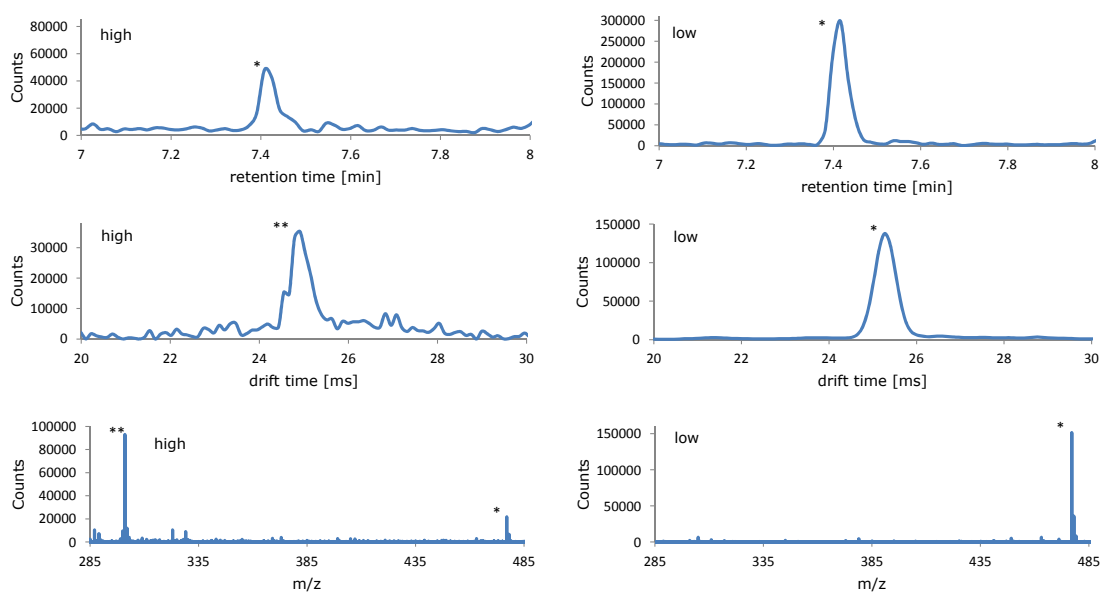 high
*
Counts
80000
60000
40000
20000
0
7 7.2 7.4 7.6 7.8 8
retention time [min]
low
*
Counts
300000
250000
200000
150000
100000
50000
0
7 7.2 7.4 7.6 7.8 8
retention time [min]
high
**
Counts
30000
20000
10000
0
20 22 24 26 28 30
drift time [ms]
low
*
Counts
150000
100000
50000
0
20 22 24 26 28 30
drift time [ms]
high
**
*
Counts
100000
80000
60000
40000
20000
0
285 335 385 435 485
m/z
low
*
Counts
150000
100000
50000
0
285 335 385 435 485
m/z